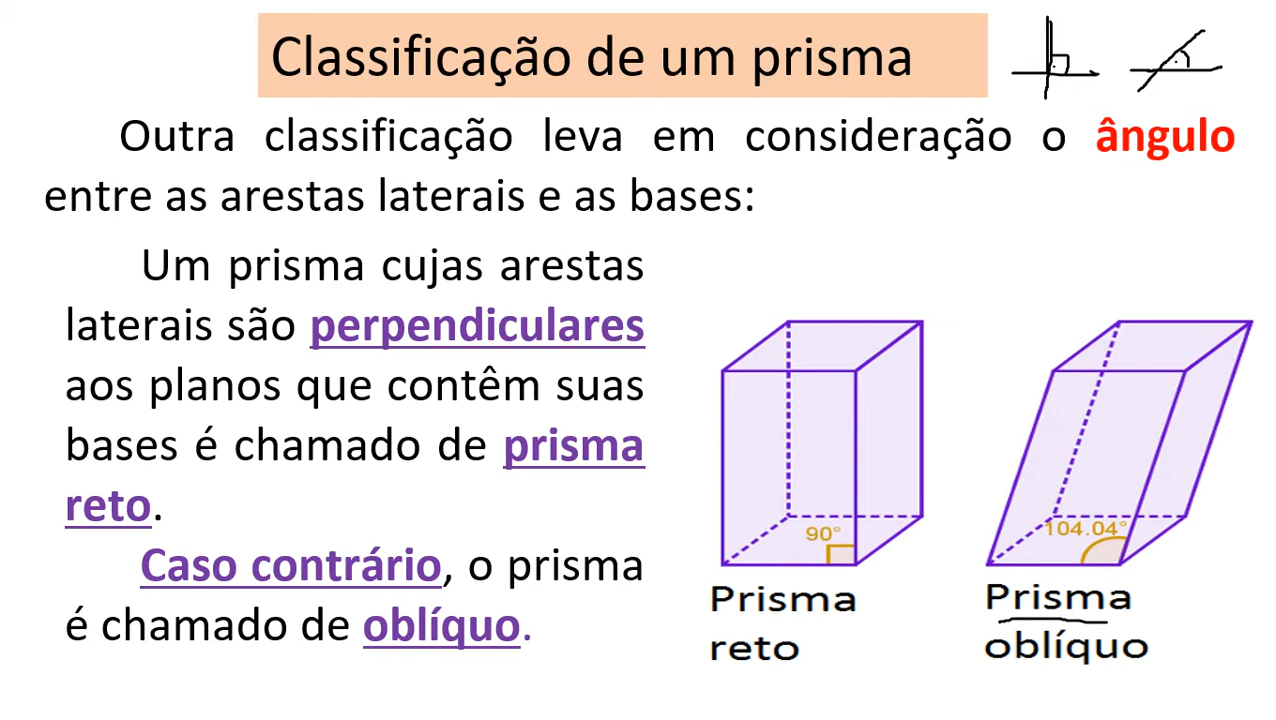 Classificação de um prisma
Outra classificação leva em consideração o ângulo
entre as arestas laterais e as bases:
Um prisma cujas arestas
laterais são perpendiculares
aos planos que contêm suas
bases é chamado de prisma
reto.
Caso contrário, o prisma
é chamado de oblíquo.
90°
Prisma
reto
104.04°
Prisma
oblíquo